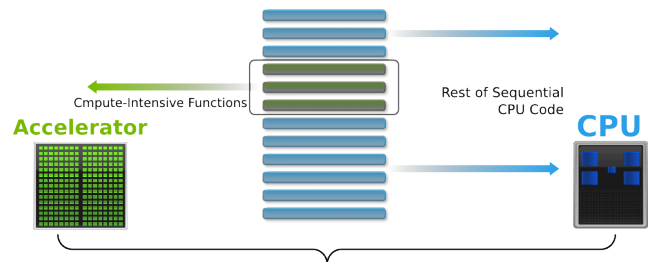 Cmpute-Intensive Functions
Rest of Sequential
CPU Code
Accelerator
CPU